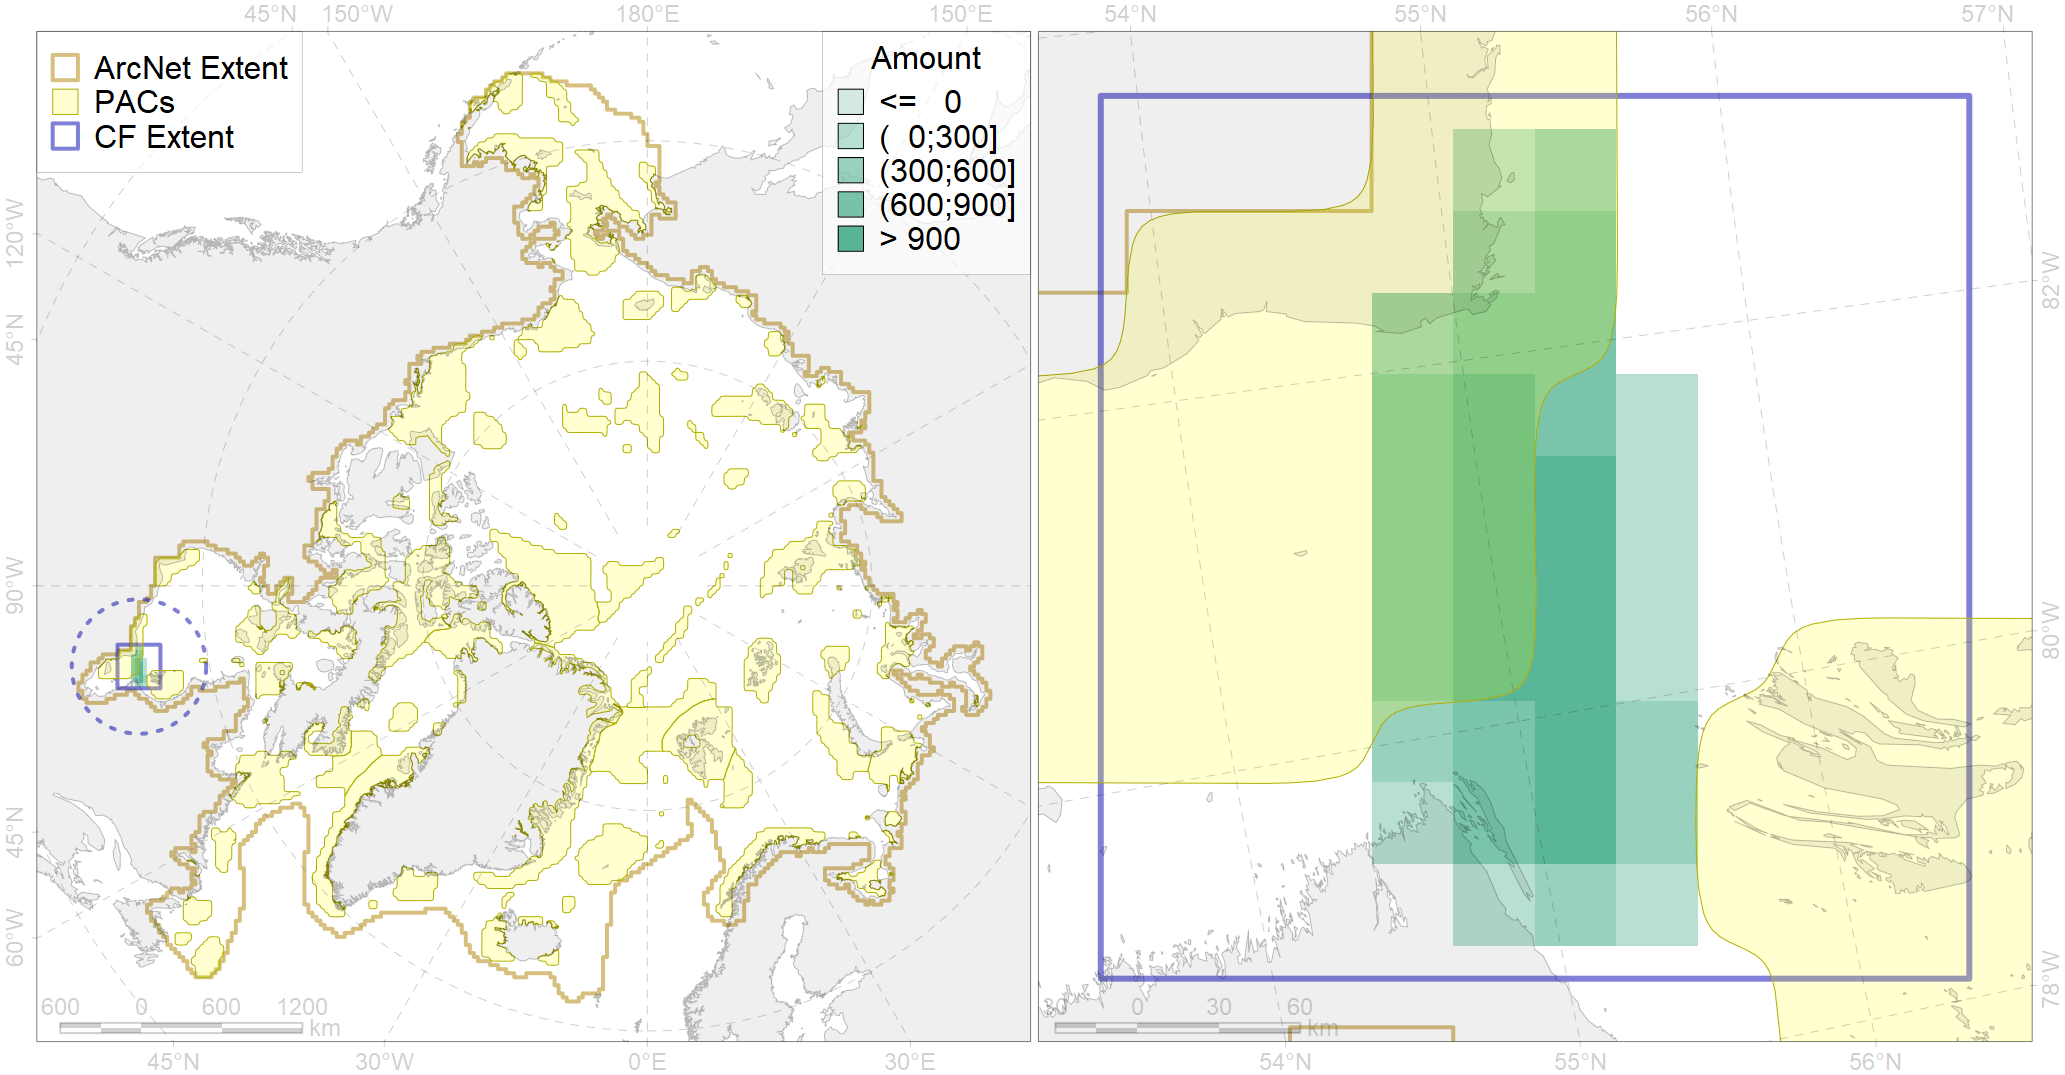 45°N 150°W 180°E 150°E 54°N 55°N 56°N 57°N
ArcNet Extent
PACs
CF Extent
Amount
<= 0
( 0;300]
(300;600]
(600;900]
> 900
120°W
45°N
90°W
45°N
60°W
82°W
80°W
78°W
600 0 600 1200
km
30 0 30 60
km
45°N 30°W 0°E 30°E 54°N 55°N 56°N